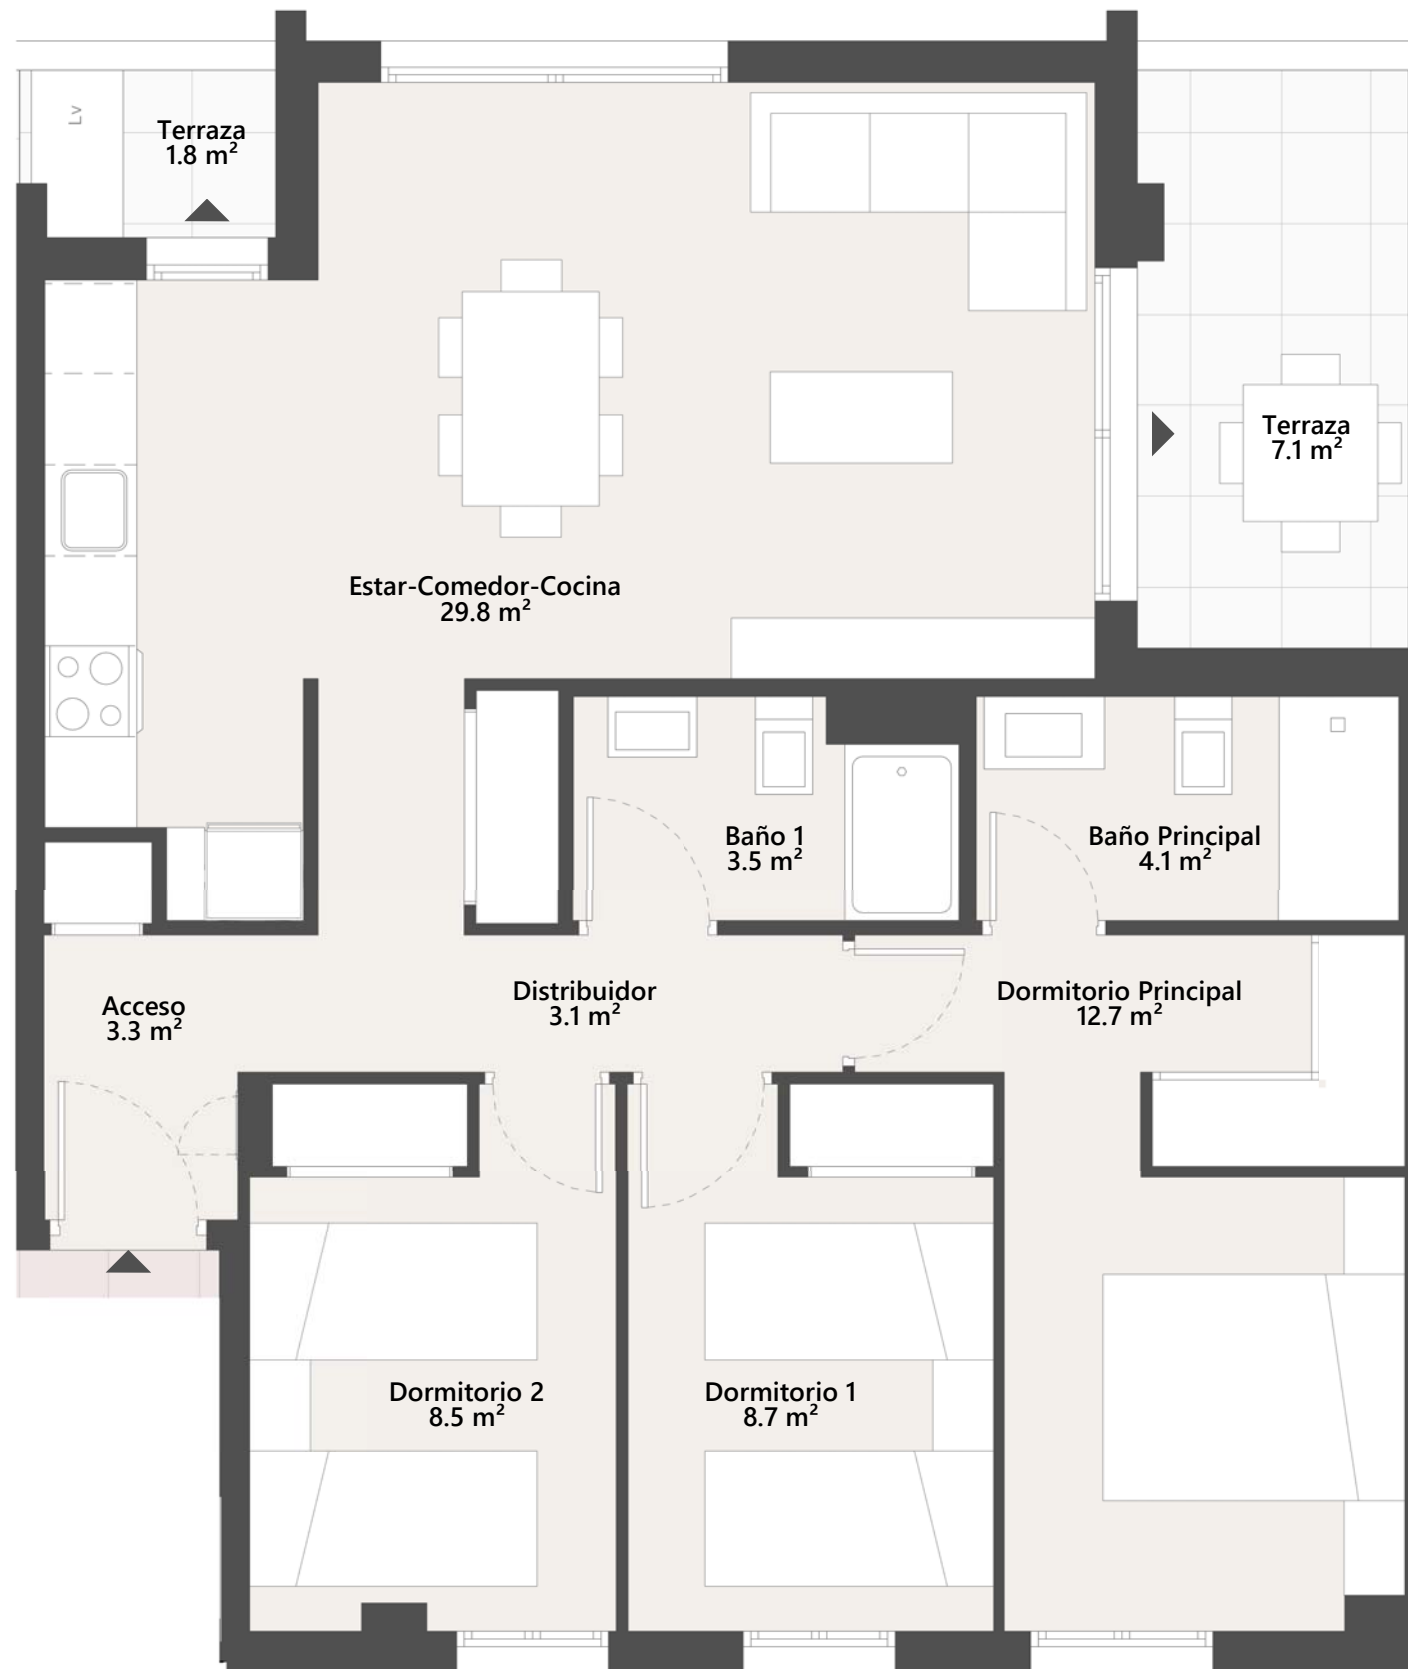 Lv
Terraza
1.8 m²
Terraza
7.1 m²
Estar-Comedor-Cocina
29.8 m²
Baño 1
3.5 m²
Baño Principal
4.1 m²
Acceso
3.3 m²
Distribuidor
3.1 m²
Dormitorio Principal
12.7 m²
Dormitorio 2
8.5 m²
Dormitorio 1
8.7 m²